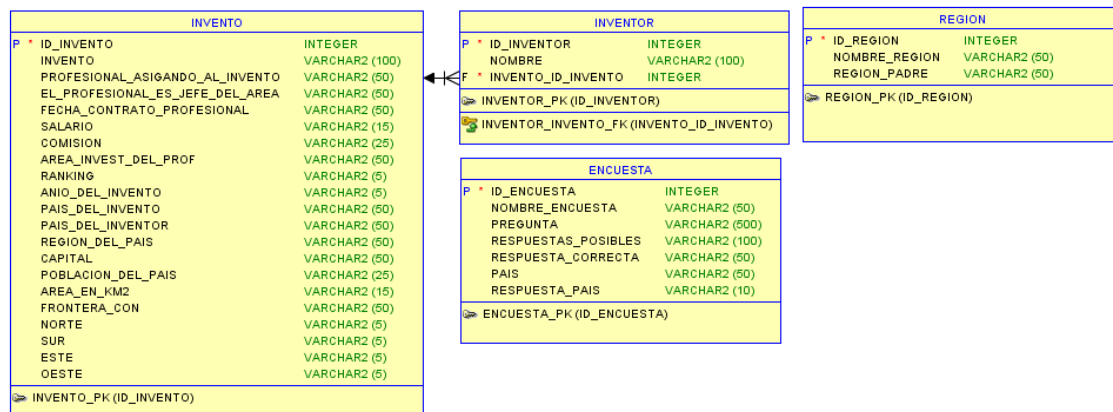 INVENTO
P * ID_INVENTO INTEGER
INVENTO VARCHAR2 (100)
PROFESIONAL_ASIGANDO_AL_INVENTO VARCHAR2 (50)
EL_PROFESIONAL_ES_JEFE_DEL_AREA VARCHAR2 (50)
FECHA_CONTRATO_PROFESIONAL VARCHAR2 (50)
SALARIO VARCHAR2 (15)
COMISION VARCHAR2 (25)
AREA_INVEST_DEL_PROF VARCHAR2 (50)
RANKING VARCHAR2 (5)
ANIO_DEL_INVENTO VARCHAR2 (5)
PAIS_DEL_INVENTO VARCHAR2 (50)
PAIS_DEL_INVENTOR VARCHAR2 (50)
REGION_DEL_PAIS VARCHAR2 (50)
CAPITAL VARCHAR2 (50)
POBLACION_DEL_PAIS VARCHAR2 (25)
AREA_EN_KM2 VARCHAR2 (15)
FRONTERA_CON VARCHAR2 (50)
NORTE VARCHAR2 (5)
SUR VARCHAR2 (5)
ESTE VARCHAR2 (5)
OESTE VARCHAR2 (5)
INVENTO_PK (ID_INVENTO)
INVENTOR
P * ID_INVENTOR INTEGER
NOMBRE VARCHAR2 (100)
F * INVENTO_ID_INVENTO INTEGER
INVENTOR_PK (ID_INVENTOR)
INVENTOR_INVENTO_FK (INVENTO_ID_INVENTO)
REGION
P * ID_REGION INTEGER
NOMBRE_REGION VARCHAR2 (50)
REGION_PADRE VARCHAR2 (50)
REGION_PK (ID_REGION)
ENCUESTA
P * ID_ENCUESTA INTEGER
NOMBRE_ENCUESTA VARCHAR2 (50)
PREGUNTA VARCHAR2 (500)
RESPUESTAS_POSIBLES VARCHAR2 (100)
RESPUESTA_CORRECTA VARCHAR2 (50)
PAIS VARCHAR2 (50)
RESPUESTA_PAIS VARCHAR2 (10)
ENCUESTA_PK (ID_ENCUESTA)